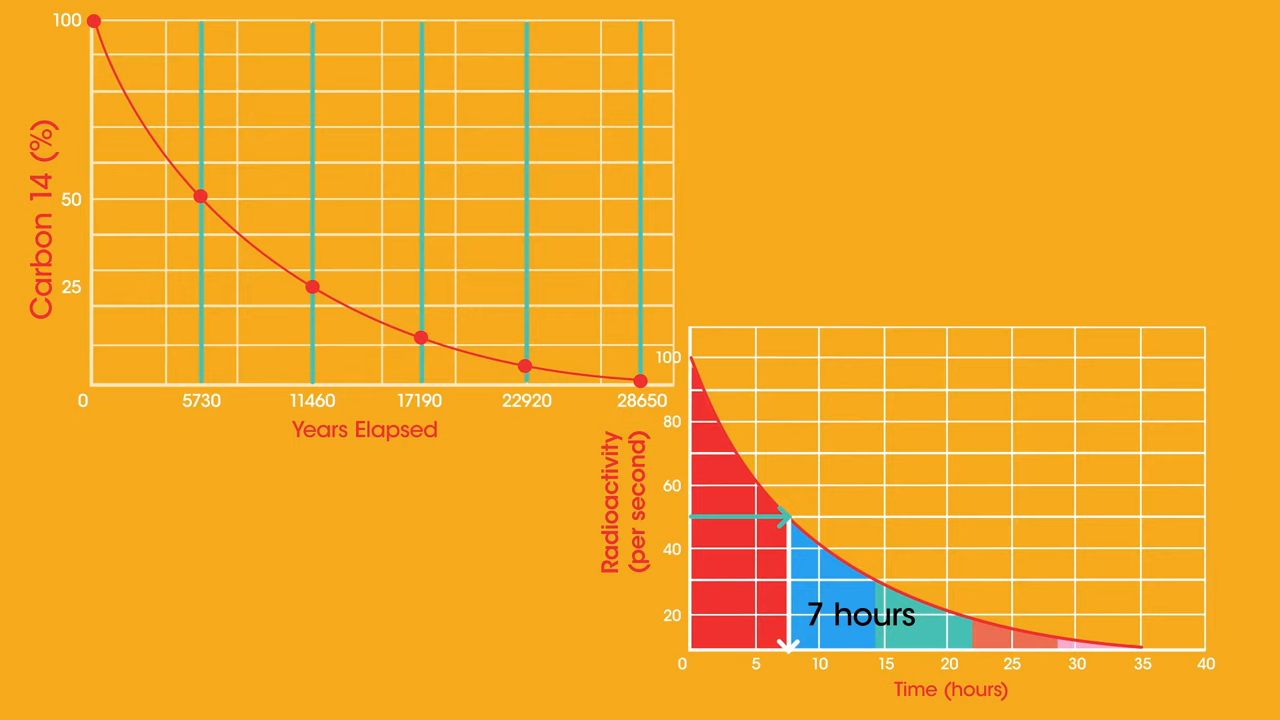 100
50
25
Carbon 14 (%)
0 5730 11460 17190 22920 28650
Years Elapsed
100
80
60
40
20
Radioactivity
(per second)
7 hours
0 5 10 15 20 25 30 35 40
Time (hours)